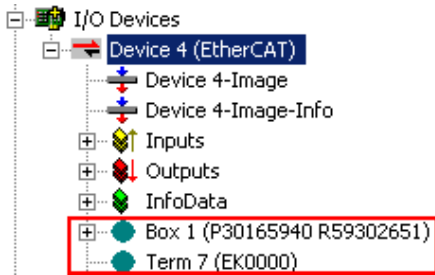 I/O Devices
Device 4 (EtherCAT)
Device 4-Image
Device 4-Image-Info
Inputs
Outputs
InfoData
Box 1 (P30165940 R59302651)
Term 7 (EK0000)